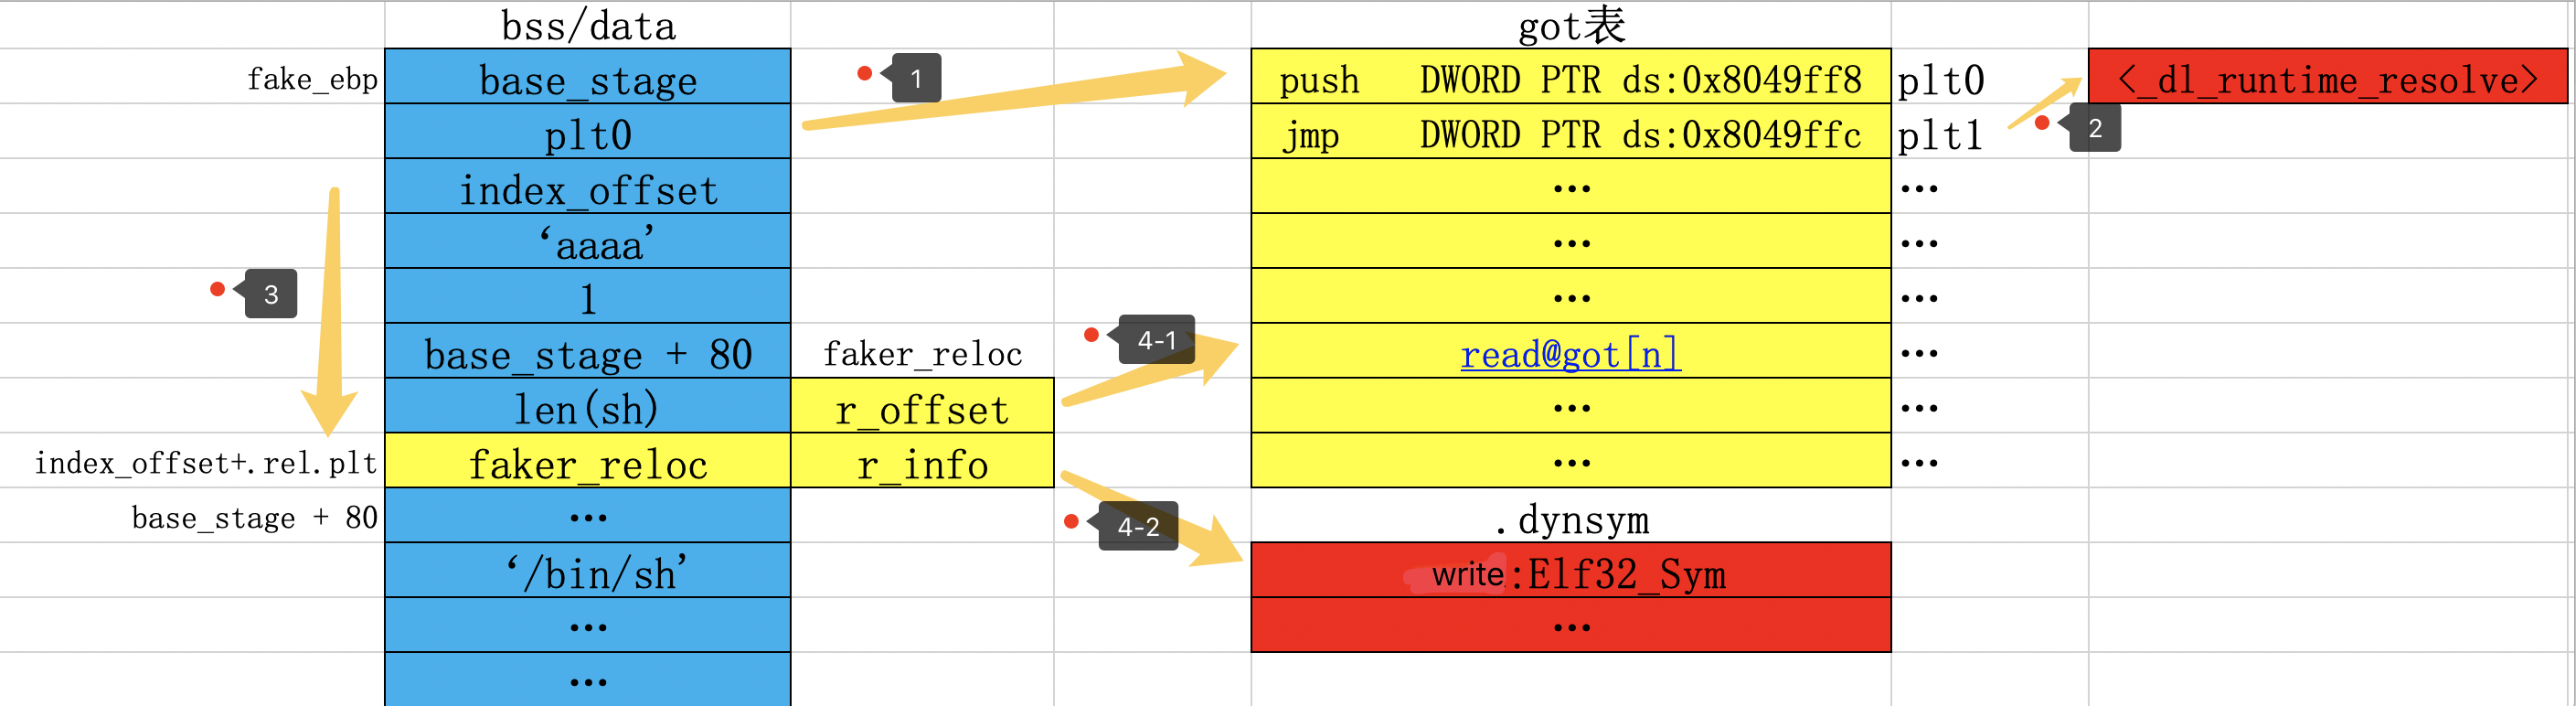 bss/data got表
fake_ebp base_stage 1 push DWORD PTR ds:0x8049ff8 plt0 <_dl_runtime_resolve>
plt0 jmp DWORD PTR ds:0x8049ffc plt1 2
index_offset … …
‘aaaa’ … …
3 1 … …
base_stage + 80 faker_reloc 4-1 read@got[n] …
len(sh) r_offset … …
index_offset+.rel.plt faker_reloc r_info … …
base_stage + 80 … 4-2 .dynsym
‘/bin/sh’ write:Elf32_Sym
… …
…